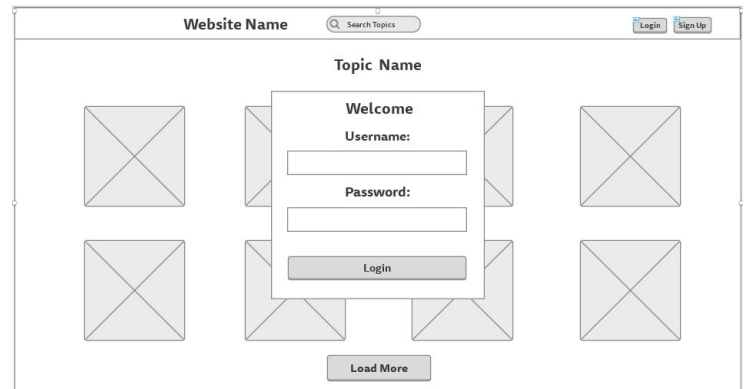 Website Name
Search Topics
Login
Sign Up
Topic Name
Welcome
Username:
Password:
Login
Load More